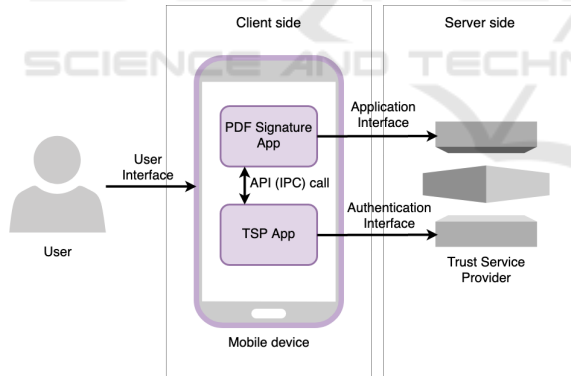 Client side
Server side
SCIENCE AND TECHN
PDF Signature
App
Application
Interface
User
Interface
API (IPC) call
Authentication
Interface
TSP App
User
Trust Service
Provider
Mobile device